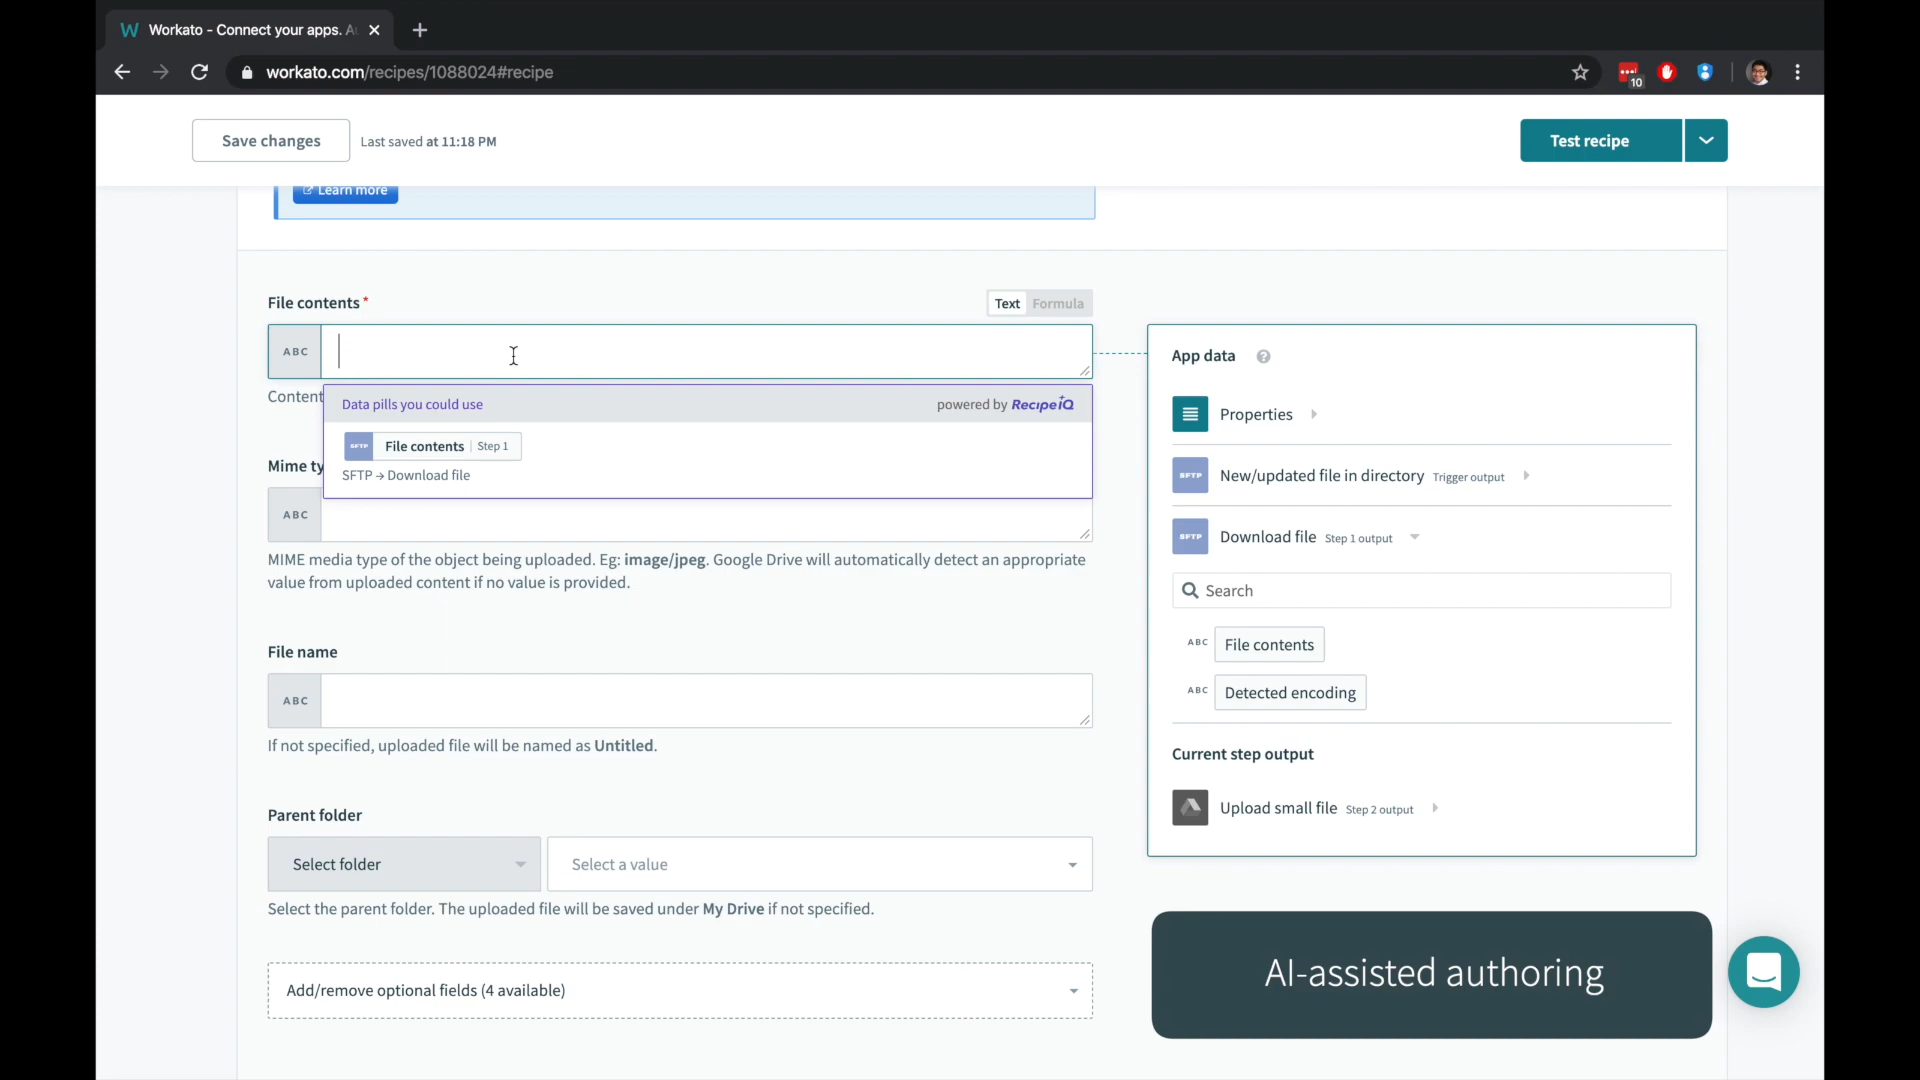 W Workato - Connect your apps. A
workato.com/recipes/1088024#recipe
10
Save changes
Last saved at 11:18 PM
Test recipe
Learn more
File contents *
Text Formula
ABC
Content
Data pills you could use
powered by RecipeIQ
SFTP File contents Step 1
SFTP → Download file
Mime ty
ABC
MIME media type of the object being uploaded. Eg: image/jpeg. Google Drive will automatically detect an appropriate
value from uploaded content if no value is provided.
File name
ABC
If not specified, uploaded file will be named as Untitled.
Parent folder
Select folder
Select a value
Select the parent folder. The uploaded file will be saved under My Drive if not specified.
Add/remove optional fields (4 available)
App data ?
Properties
SFTP New/updated file in directory Trigger output
SFTP Download file Step 1 output
Search
ABC File contents
ABC Detected encoding
Current step output
Upload small file Step 2 output
AI-assisted authoring